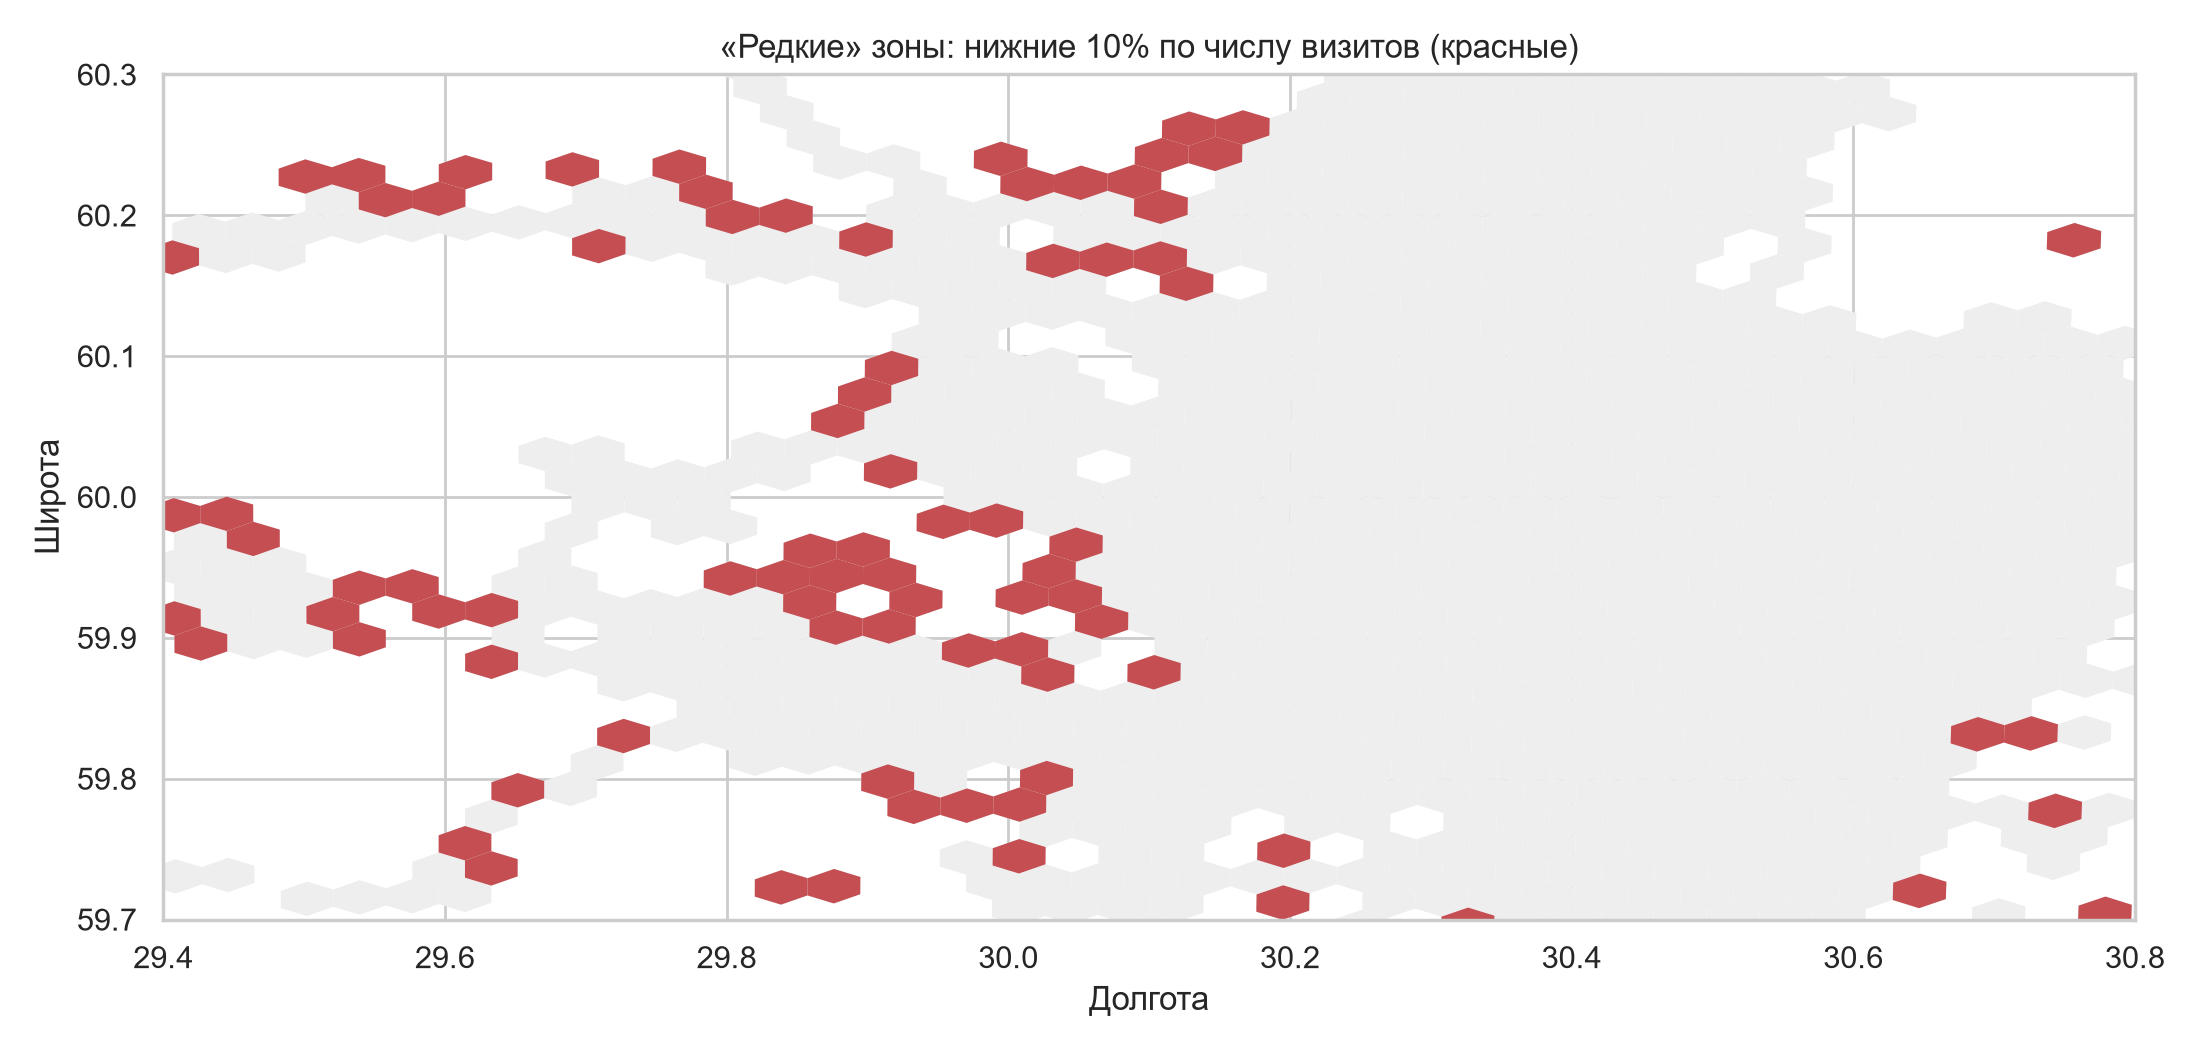 «Редкие» зоны: нижние 10% по числу визитов (красные)
60.3
60.2
60.1
60.0
59.9
59.8
59.7
Широта
29.4 29.6 29.8 30.0 30.2 30.4 30.6 30.8
Долгота